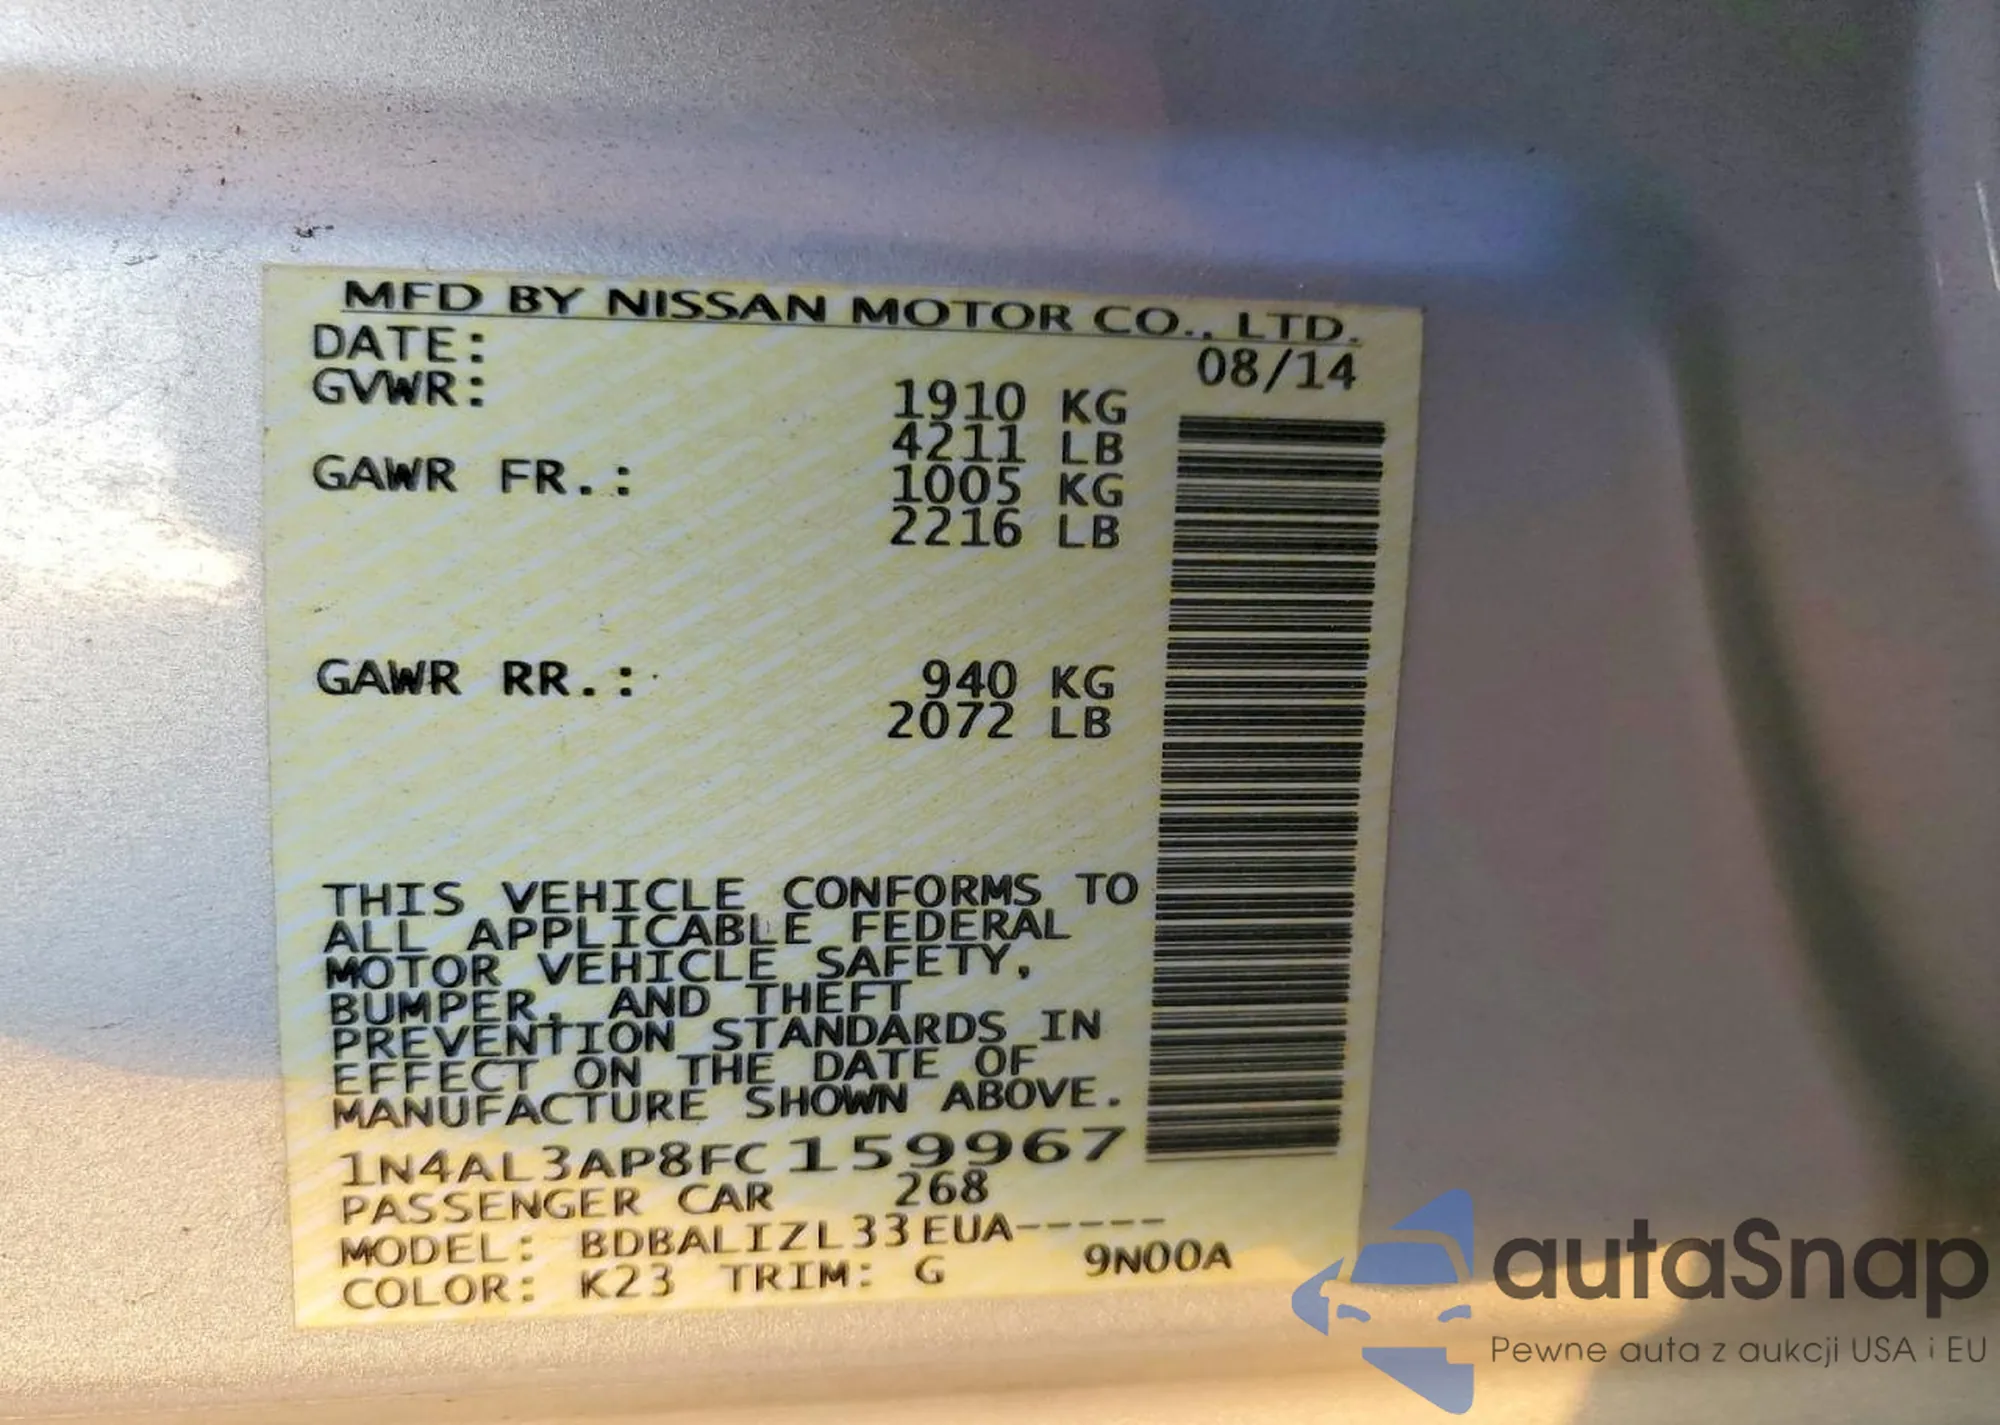 MFD BY NISSAN MOTOR CO., LTD.
DATE: 08/14
GVWR: 1910 KG
4211 LB
GAWR FR.: 1005 KG
2216 LB
GAWR RR.: 940 KG
2072 LB
THIS VEHICLE CONFORMS TO
ALL APPLICABLE FEDERAL
MOTOR VEHICLE SAFETY,
BUMPER, AND THEFT
PREVENTION STANDARDS IN
EFFECT ON THE DATE OF
MANUFACTURE SHOWN ABOVE.
1N4AL3AP8FC159967
PASSENGER CAR 268
MODEL: BDBALIZL33EUA-----
COLOR: K23 TRIM: G 9N00A
autaSnap
Pewne auta z aukcji USA i EU